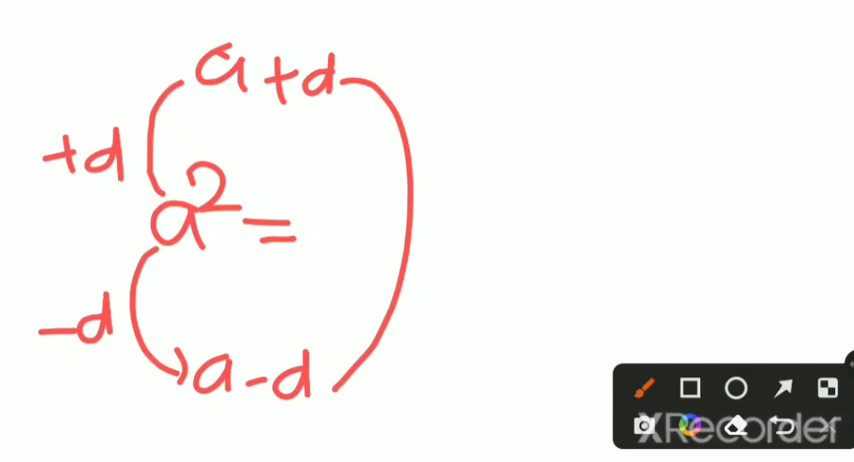 a+d
+d
a²=
-d
a-d
XRecorder